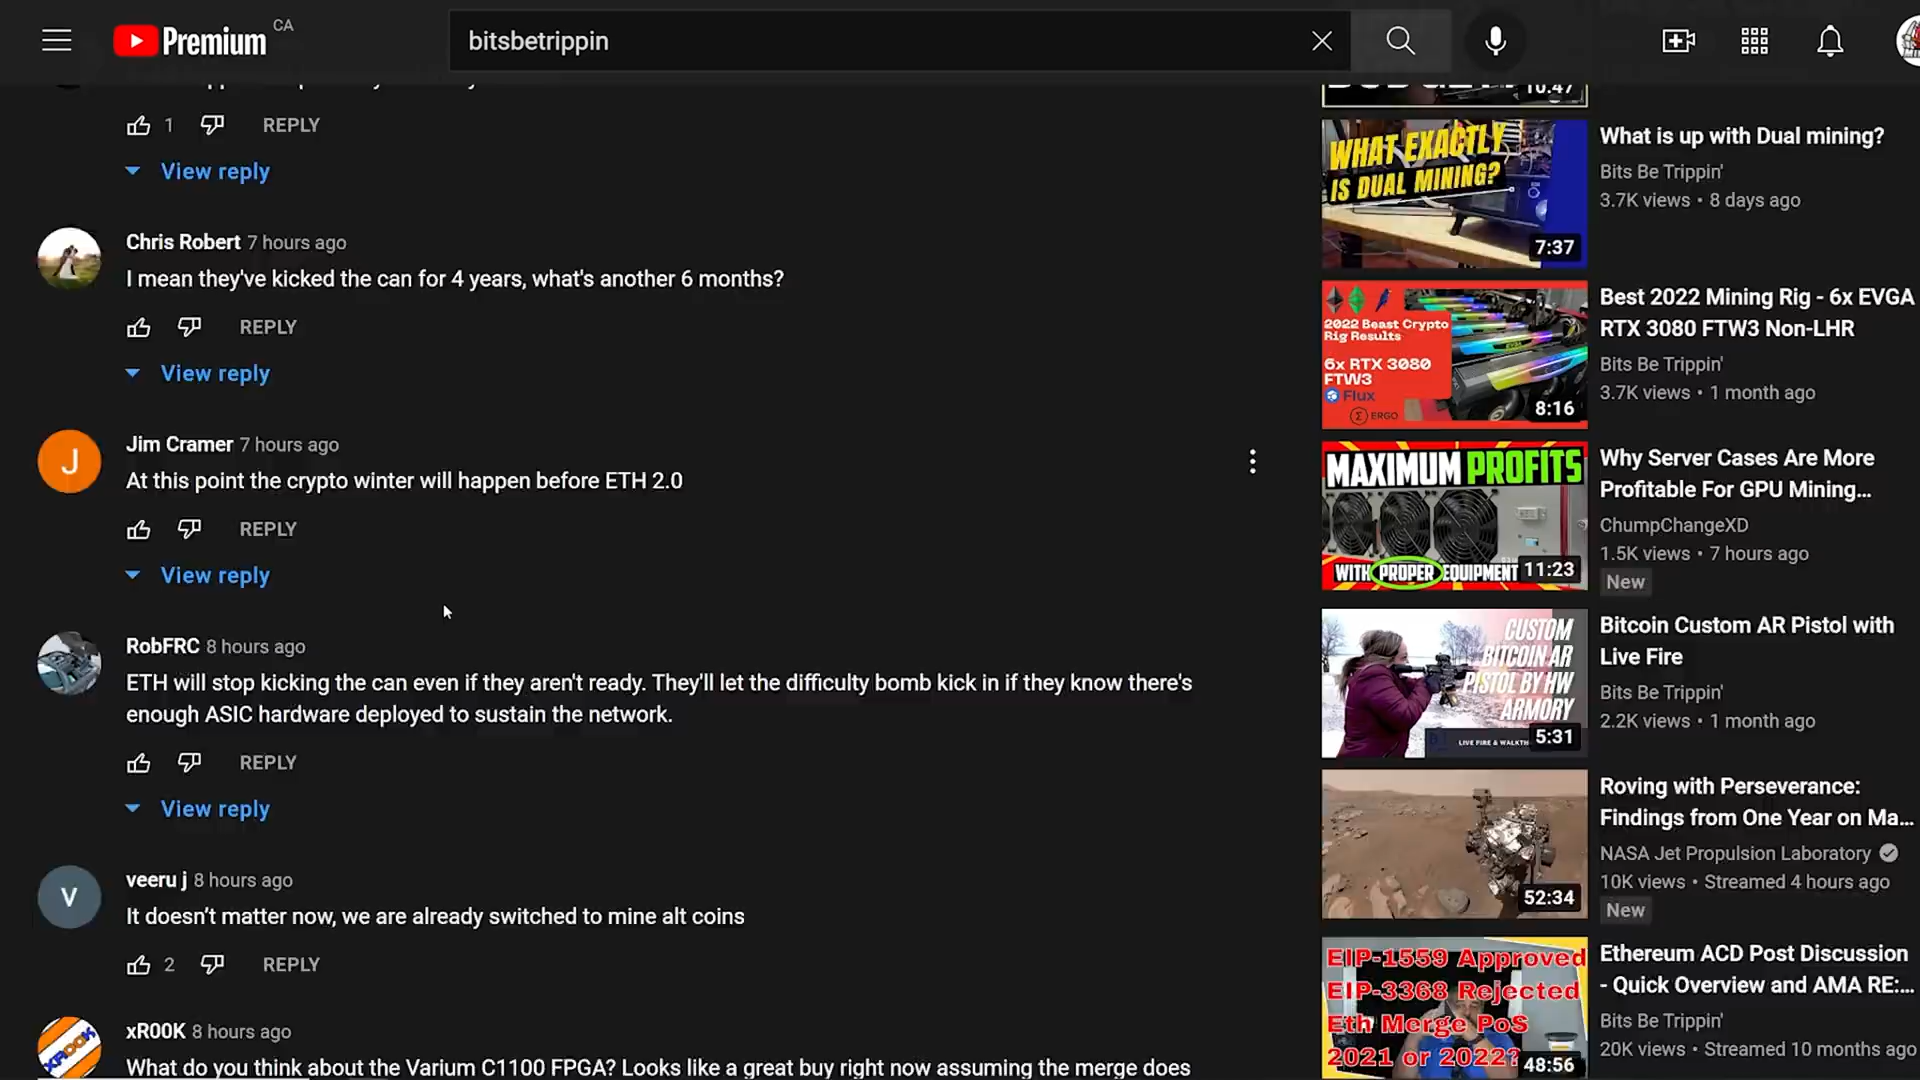 Premium CA
bitsbetrippin
1 REPLY
View reply
Chris Robert 7 hours ago
I mean they've kicked the can for 4 years, what's another 6 months?
REPLY
View reply
J
Jim Cramer 7 hours ago
At this point the crypto winter will happen before ETH 2.0
REPLY
View reply
RobFRC 8 hours ago
ETH will stop kicking the can even if they aren't ready. They'll let the difficulty bomb kick in if they know there's
enough ASIC hardware deployed to sustain the network.
REPLY
View reply
V
veeru j 8 hours ago
It doesn't matter now, we are already switched to mine alt coins
2 REPLY
XROOK
xR00K 8 hours ago
What do you think about the Varium C1100 FPGA? Looks like a great buy right now assuming the merge does
10:47
WHAT EXACTLY
IS DUAL MINING?
7:37
What is up with Dual mining?
Bits Be Trippin'
3.7K views • 8 days ago
2022 Beast Crypto
Rig Results
6x RTX 3080
FTW3
Flux
ERGO
8:16
Best 2022 Mining Rig - 6x EVGA
RTX 3080 FTW3 Non-LHR
Bits Be Trippin'
3.7K views • 1 month ago
MAXIMUM PROFITS
WITH PROPER EQUIPMENT
11:23
Why Server Cases Are More
Profitable For GPU Mining...
ChumpChangeXD
1.5K views • 7 hours ago
New
CUSTOM
BITCOIN AR
PISTOL BY HW
ARMORY
LIVE FIRE & WALKTH
5:31
Bitcoin Custom AR Pistol with
Live Fire
Bits Be Trippin'
2.2K views • 1 month ago
52:34
Roving with Perseverance:
Findings from One Year on Ma...
NASA Jet Propulsion Laboratory
10K views • Streamed 4 hours ago
New
EIP-1559 Approved
EIP-3368 Rejected
Eth Merge PoS
2021 or 2022?
48:56
Ethereum ACD Post Discussion
- Quick Overview and AMA RE:...
Bits Be Trippin'
20K views • Streamed 10 months ago